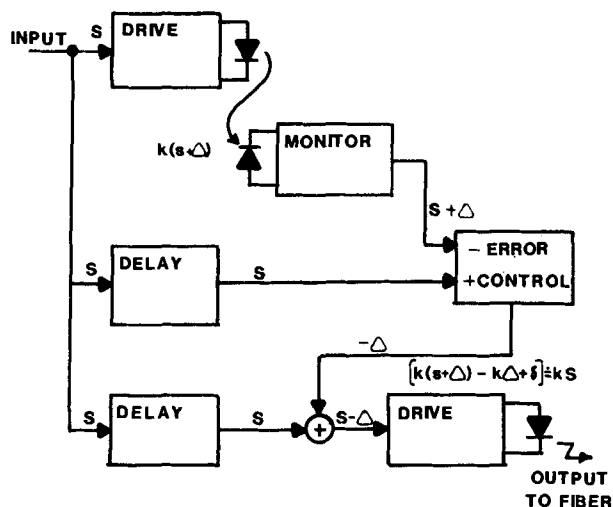 INPUT
S
DRIVE
k(s+△)
MONITOR
S+△
S
DELAY
S
- ERROR
+CONTROL
-△
[k(s+△) - k△+δ]≐kS
S
DELAY
S
+
S-△
DRIVE
OUTPUT
TO FIBER